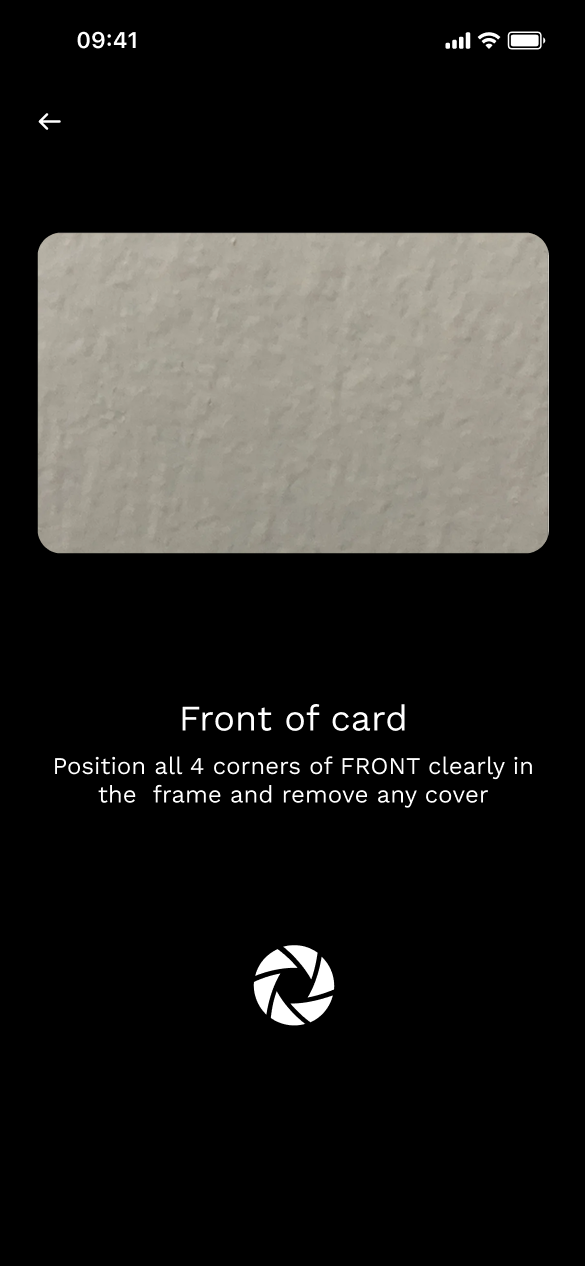 09:41
Front of card
Position all 4 corners of FRONT clearly in
the  frame and remove any cover